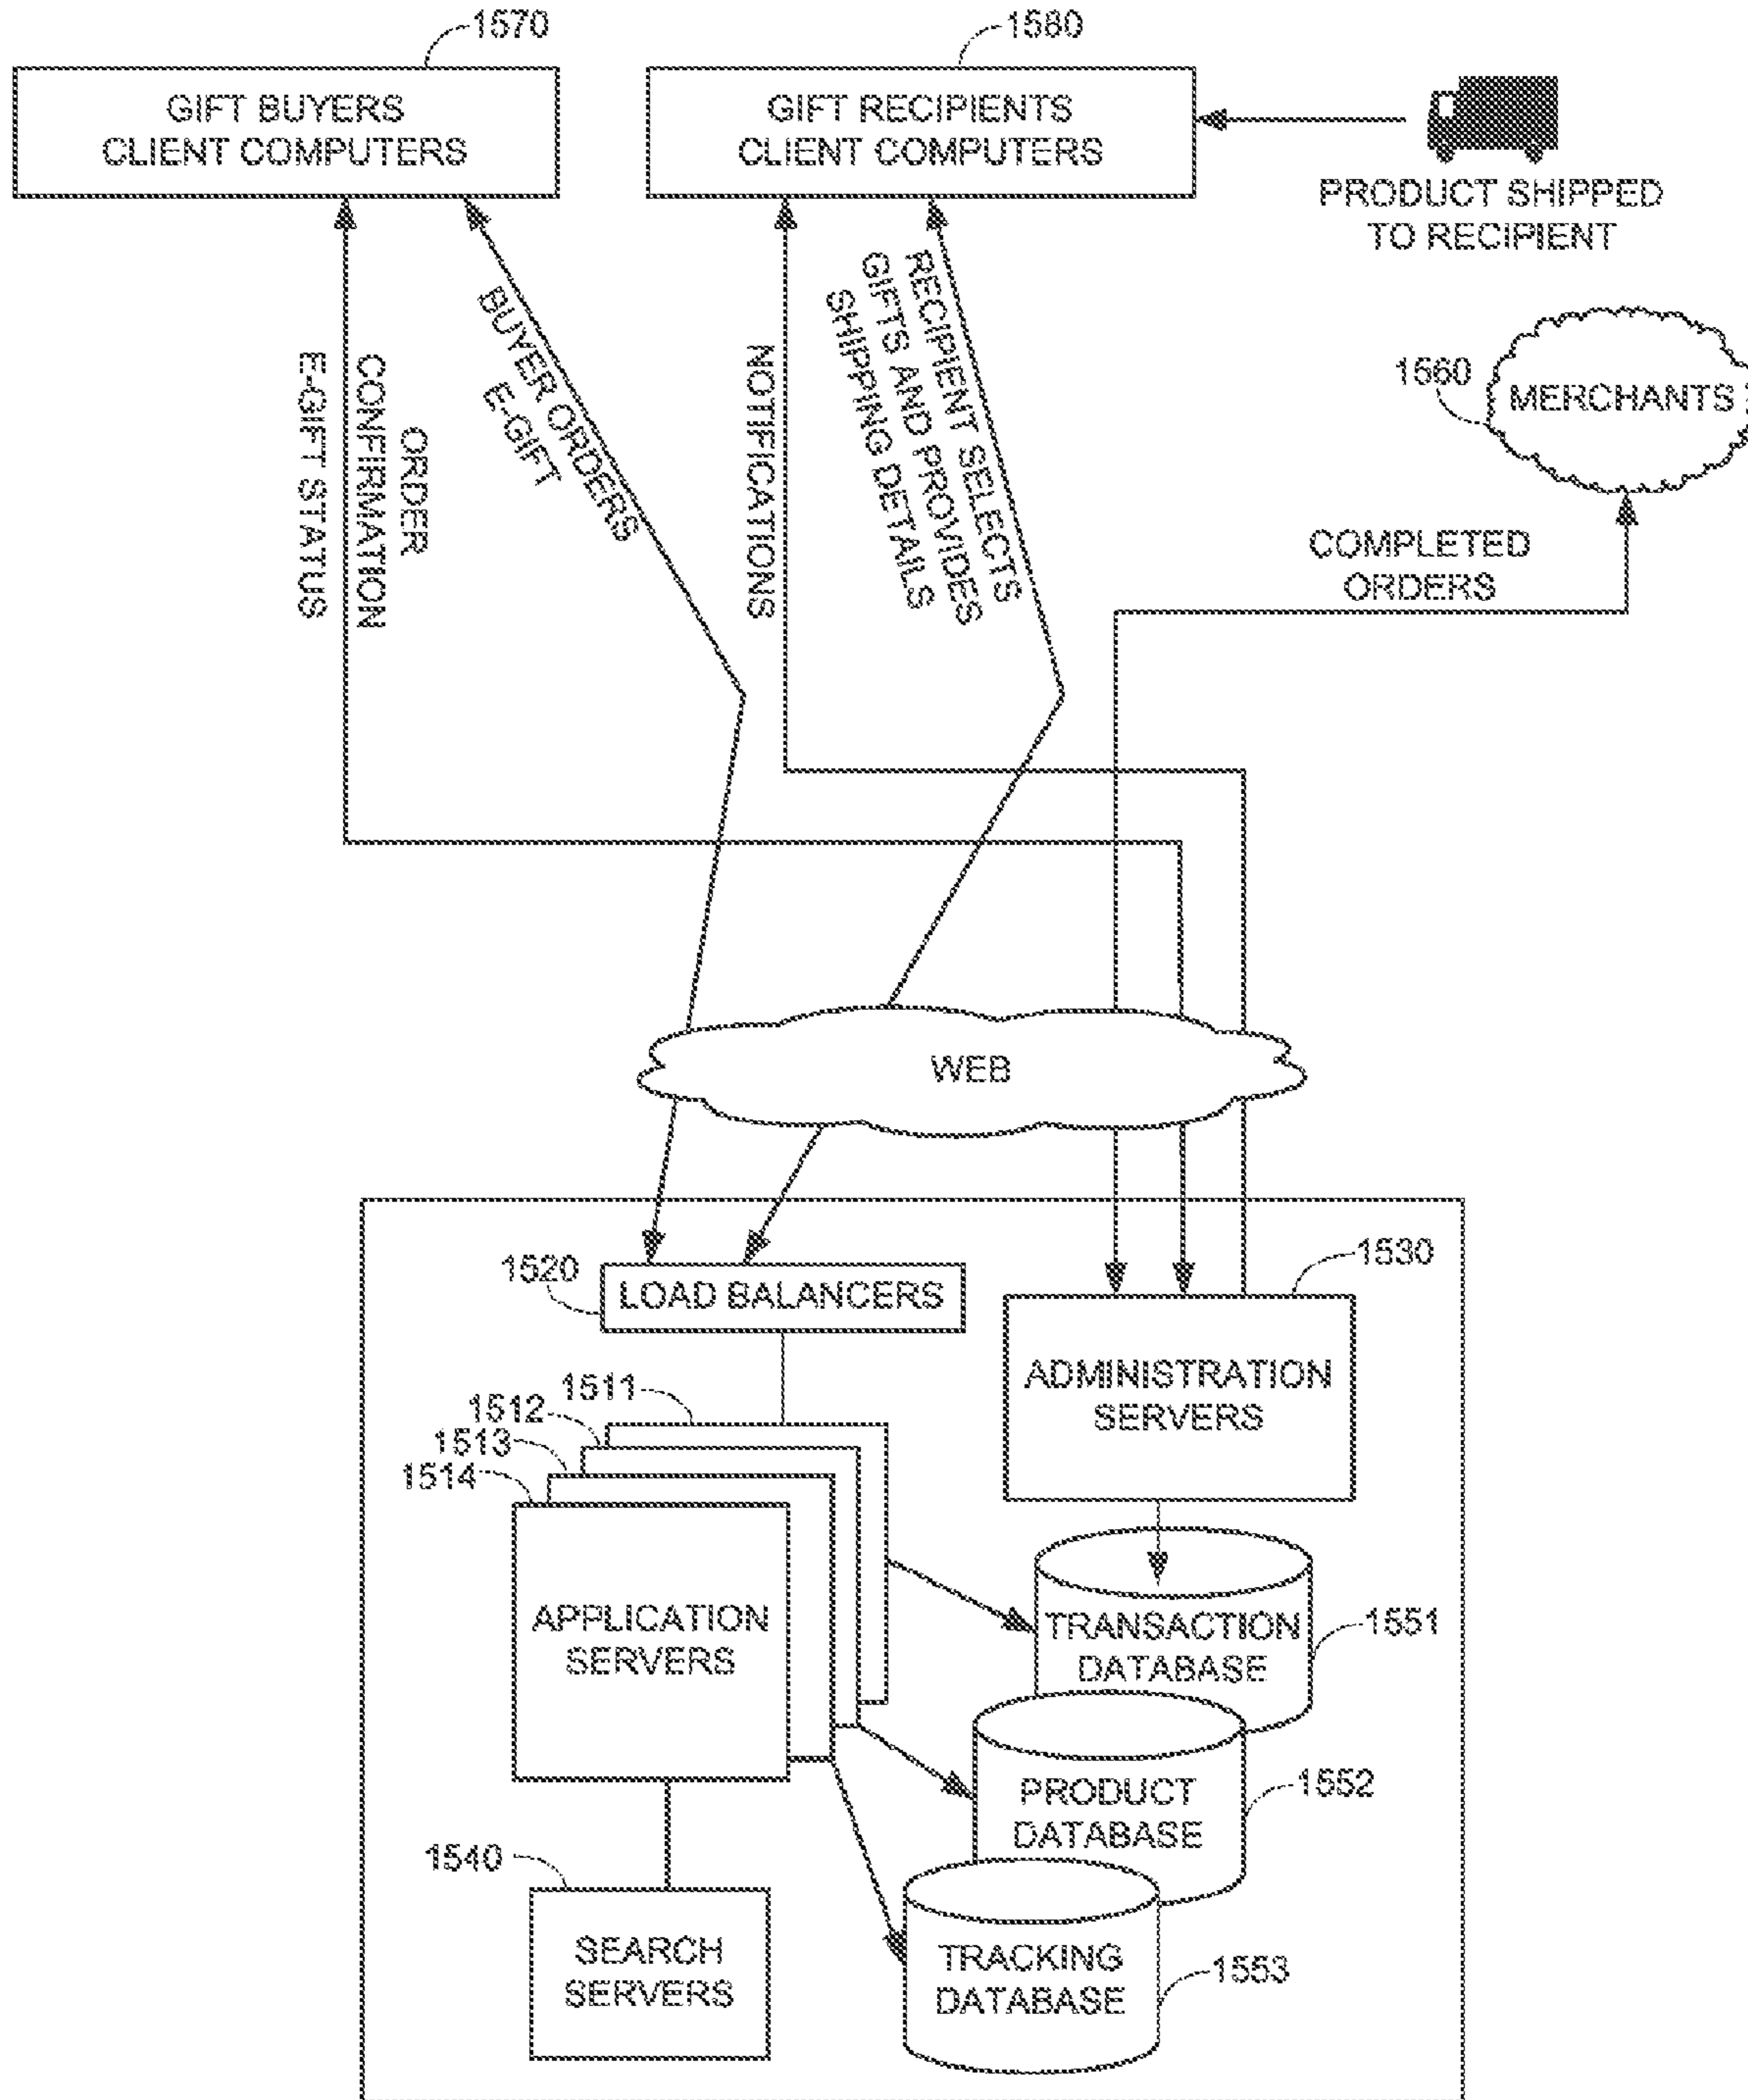 1570
1580
GIFT BUYERS
CLIENT COMPUTERS
GIFT RECIPIENTS
CLIENT COMPUTERS
PRODUCT SHIPPED
TO RECIPIENT
1560
MERCHANTS
ORDER
CONFIRMATION
E-GIFT STATUS
BUYER ORDERS
E-GIFT
NOTIFICATIONS
RECIPIENT SELECTS
GIFTS AND PROVIDES
SHIPPING DETAILS
COMPLETED
ORDERS
WEB
1520
LOAD BALANCERS
1530
ADMINISTRATION
SERVERS
1511
1512
1513
1514
APPLICATION
SERVERS
TRANSACTION
DATABASE
1551
PRODUCT
DATABASE
1552
1540
SEARCH
SERVERS
TRACKING
DATABASE
1553